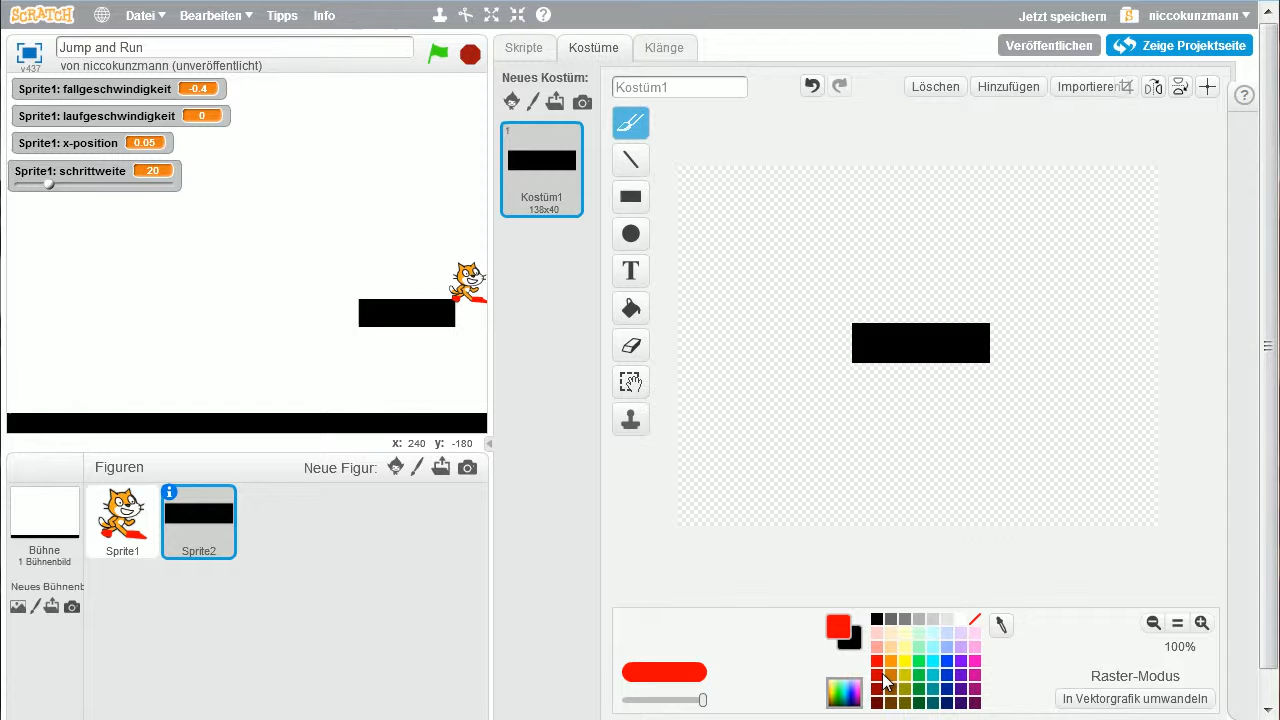 SCRATCH Datei▼ Bearbeiten▼ Tipps Info Jetzt speichern niccokunzmann▼
v437 Jump and Run
von niccokunzmann (unveröffentlicht)
Skripte Kostüme Klänge
Veröffentlichen Zeige Projektseite
Sprite1: fallgeschwindigkeit -0.4
Sprite1: laufgeschwindigkeit 0
Sprite1: x-position 0.05
Sprite1: schrittweite 20
Neues Kostüm:
1
Kostüm1
138x40
Kostüm1
Löschen Hinzufügen Importieren
T
x: 240 y: -180
Figuren Neue Figur:
Bühne
1 Bühnenbild
Neues Bühnenb
Sprite1 Sprite2
100%
Raster-Modus
In Vektorgrafik umwandeln